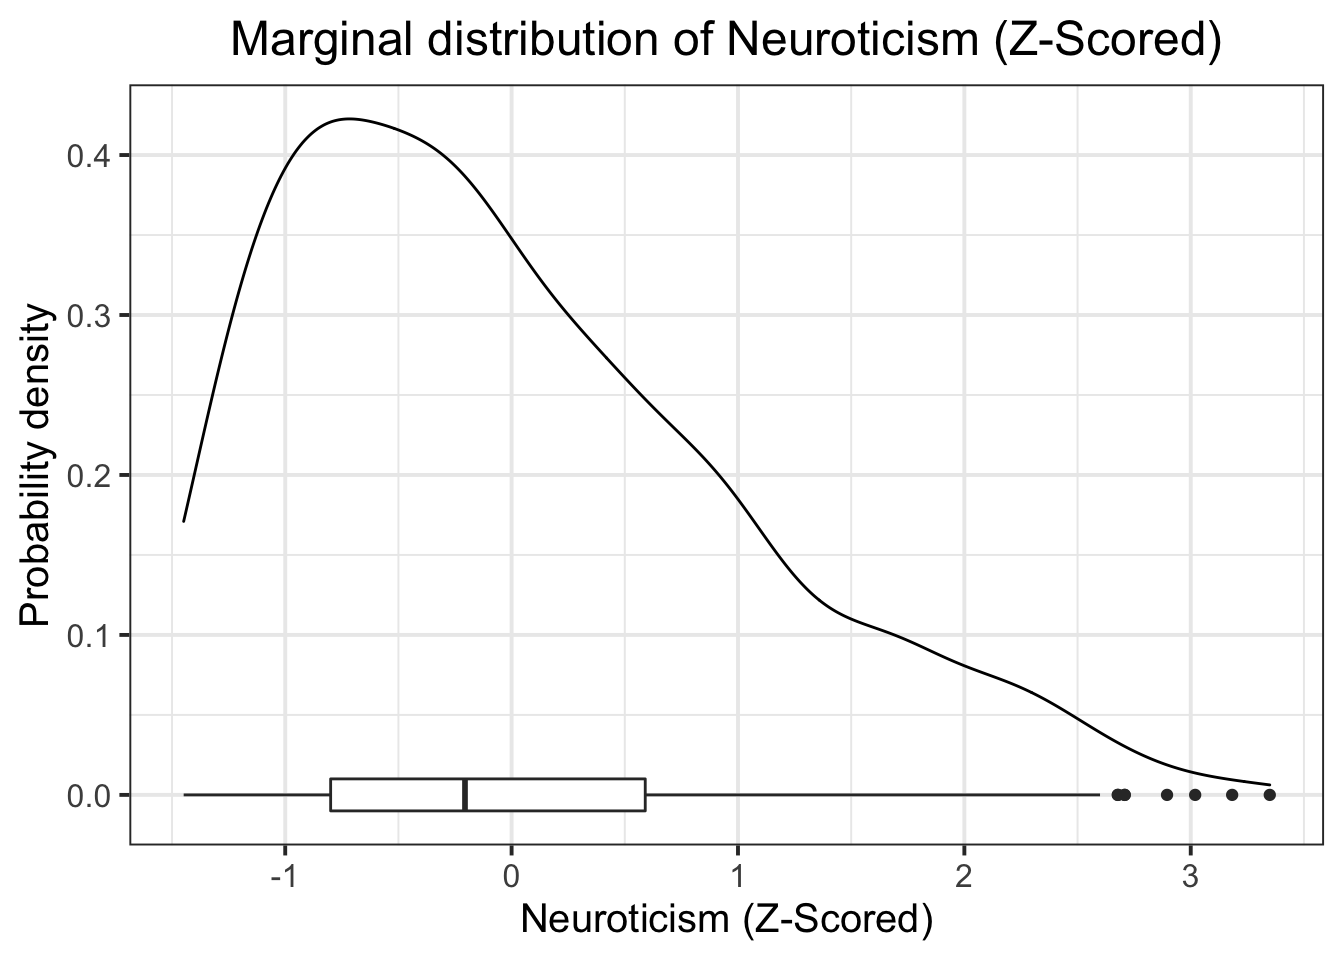 Marginal distribution of Neuroticism (Z-Scored)
Probability density
0.4
0.3
0.2
0.1
0.0
-1 0 1 2 3
Neuroticism (Z-Scored)